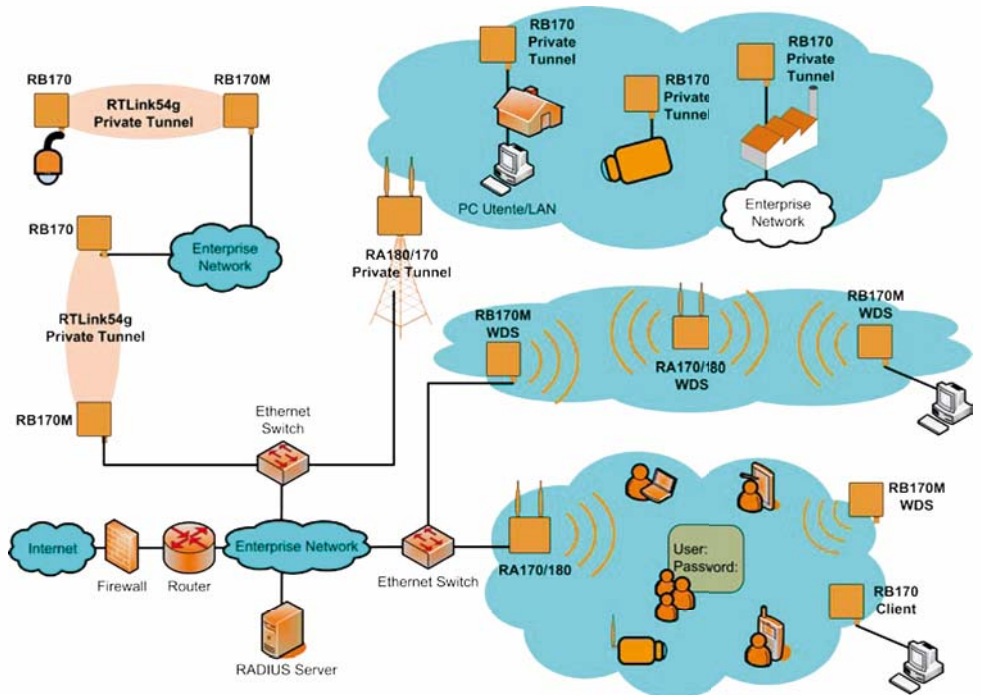 RB170
Private
Tunnel
RB170
Private
Tunnel
RB170
Private
Tunnel
RB170
RB170M
RTLink54g
Private Tunnel
PC Utente/LAN
Enterprise
Network
RB170
Enterprise
Network
RA180/170
Private Tunnel
RTLink54g
Private Tunnel
RB170M
WDS
RA170/180
WDS
RB170M
WDS
RB170M
Ethernet
Switch
RB170M
WDS
Internet
Firewall
Router
Enterprise Network
Ethernet Switch
RA170/180
User:
Password:
RB170
Client
RADIUS Server